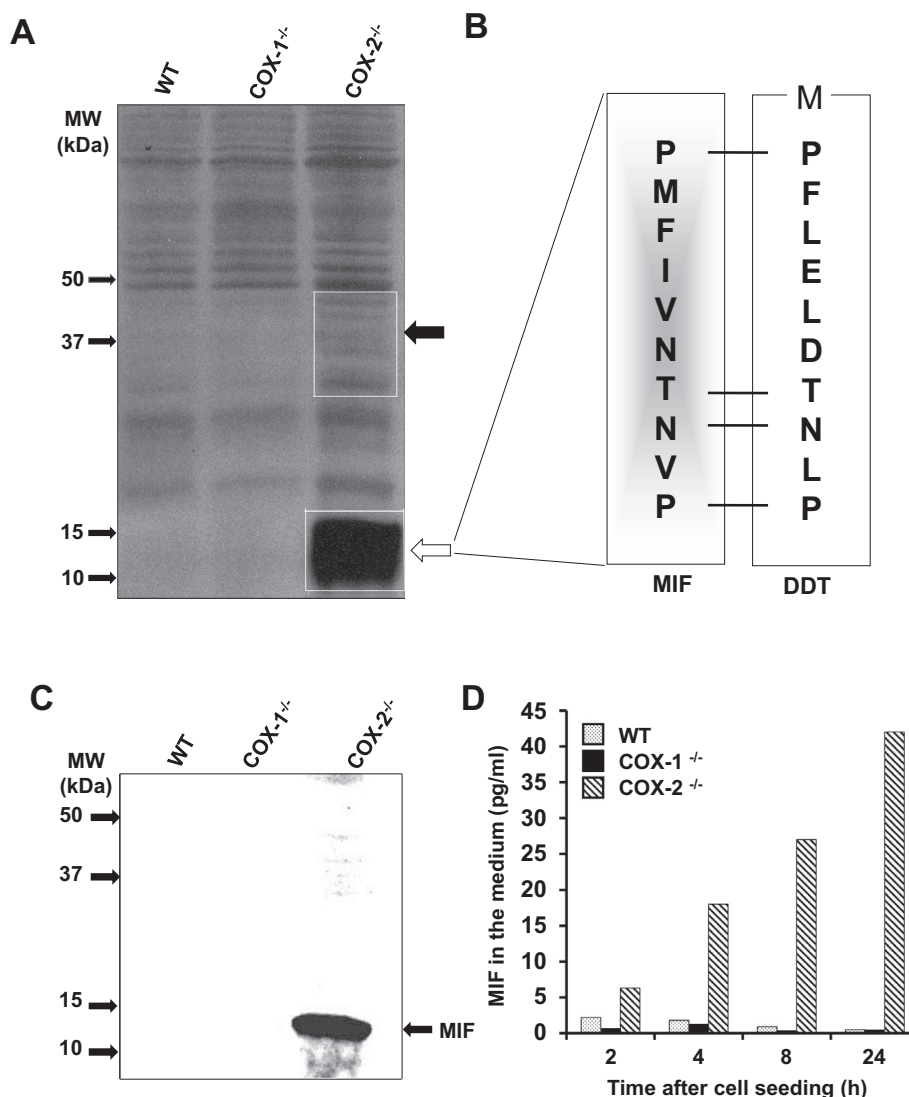 A
WT
COX-1-/-
COX-2-/-
MW
(kDa)
50
37
15
10
B
M
P P
M F
F L
I E
V L
N D
T T
N N
V L
P P
MIF DDT
C
WT
COX-1-/-
COX-2-/-
MW
(kDa)
50
37
15
10
MIF
D
MIF in the medium (pg/ml)
45
40
35
30
25
20
15
10
5
0
WT
COX-1 -/-
COX-2 -/-
2 4 8 24
Time after cell seeding (h)